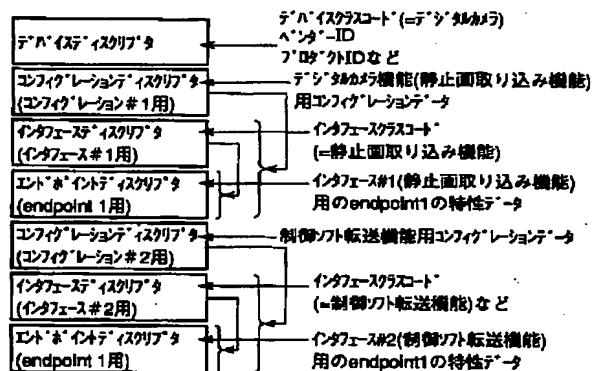 デバイスディスクリプタ
デバイスクラスコード(=デジタルカメラ)
ベンダーID
プロダクトIDなど
コンフィグレーションディスクリプタ
(コンフィグレーション#1用)
デジタルカメラ機能(静止画取り込み機能)
用コンフィグレーションデータ
インタフェースディスクリプタ
(インタフェース#1用)
インタフェースクラスコード
(=静止画取り込み機能)
エンドポイントディスクリプタ
(endpoint 1用)
インタフェース#1(静止画取り込み機能)
用のendpoint1の特性データ
コンフィグレーションディスクリプタ
(コンフィグレーション#2用)
制御ソフト転送機能用コンフィグレーションデータ
インタフェースディスクリプタ
(インタフェース#2用)
インタフェースクラスコード
(=制御ソフト転送機能)など
エンドポイントディスクリプタ
(endpoint 1用)
インタフェース#2(制御ソフト転送機能)
用のendpoint1の特性データ